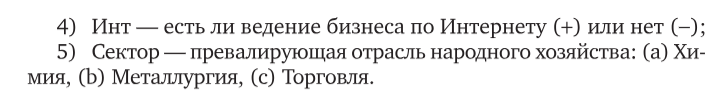 4) Инт — есть ли ведение бизнеса по Интернету (+) или нет (–);
5) Сектор — превалирующая отрасль народного хозяйства: (a) Хи-
мия, (b) Металлургия, (c) Торговля.